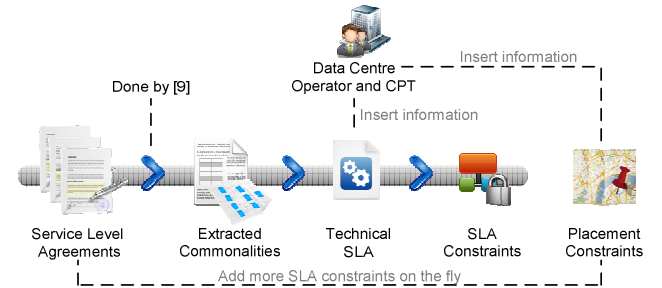 Insert information
Data Centre
Operator and CPT
Done by [9]
Insert information
Service Level
Agreements
Extracted
Commonalities
Technical
SLA
SLA
Constraints
Placement
Constraints
Add more SLA constraints on the fly